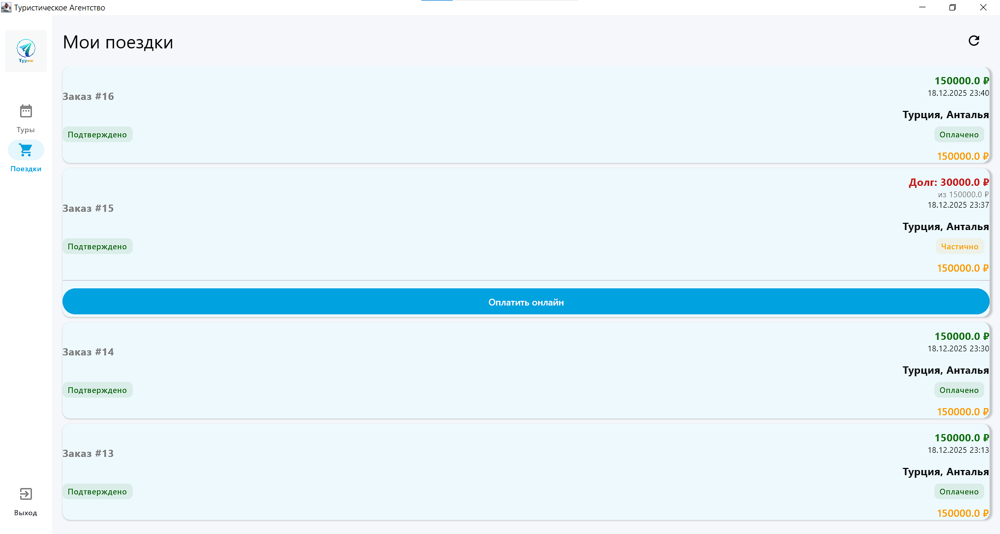 Туристическое Агентство
Турик
Мои поездки
Туры
Поездки
Выход
150000.0 ₽
Заказ #16
18.12.2025 23:40
Турция, Анталья
Подтверждено
Оплачено
150000.0 ₽
Долг: 30000.0 ₽
из 150000.0 ₽
Заказ #15
18.12.2025 23:37
Турция, Анталья
Подтверждено
Частично
150000.0 ₽
Оплатить онлайн
150000.0 ₽
Заказ #14
18.12.2025 23:30
Турция, Анталья
Подтверждено
Оплачено
150000.0 ₽
150000.0 ₽
Заказ #13
18.12.2025 23:13
Турция, Анталья
Подтверждено
Оплачено
150000.0 ₽